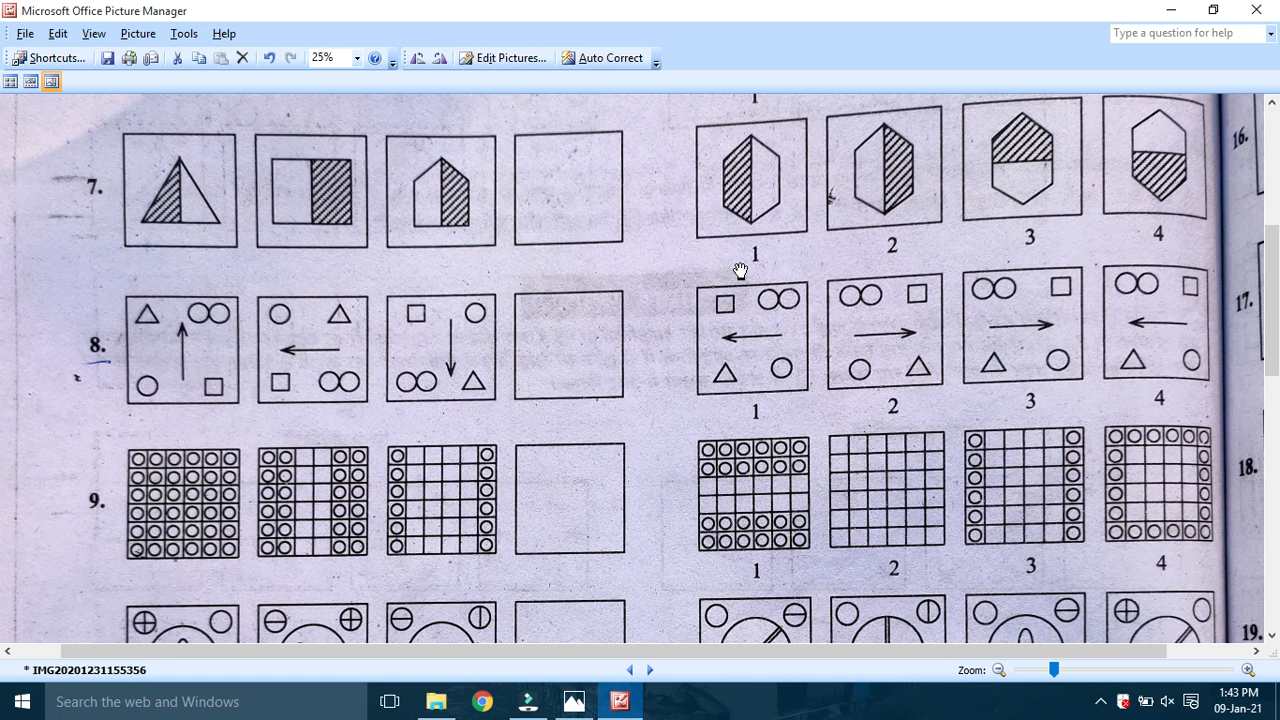 Microsoft Office Picture Manager
File Edit View Picture Tools Help
Type a question for help
Shortcuts... 25% Edit Pictures... Auto Correct
1
7.
1 2 3 4
16.
8.
1 2 3 4
17.
9.
1 2 3 4
18.
19.
* IMG20201231155356
Zoom:
Search the web and Windows
1:43 PM
09-Jan-21